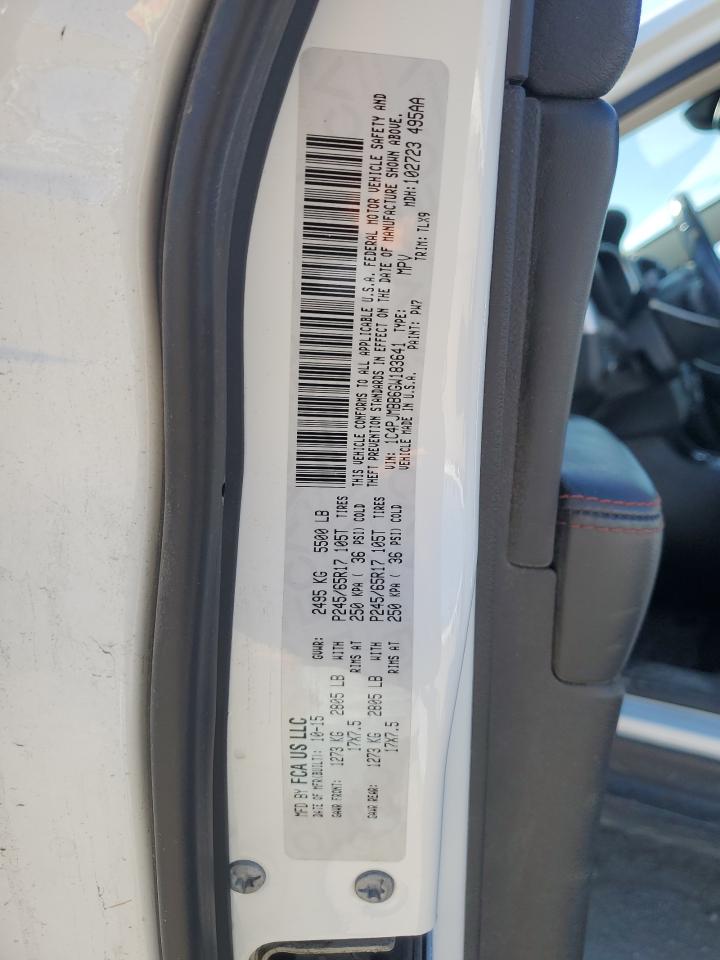 MFD BY FCA US LLC
DATE OF MFR(BUILT): 10-15 GVWR: 2495 KG 5500 LB
GAWR FRONT: 1273 KG 2805 LB WITH P245/65R17 105T TIRES
17X7.5 RIMS AT 250 KPA ( 36 PSI) COLD
GAWR REAR: 1273 KG 2805 LB WITH P245/65R17 105T TIRES
17X7.5 RIMS AT 250 KPA ( 36 PSI) COLD
THIS VEHICLE CONFORMS TO ALL APPLICABLE U.S.A. FEDERAL MOTOR VEHICLE SAFETY AND
THEFT PREVENTION STANDARDS IN EFFECT ON THE DATE OF MANUFACTURE SHOWN ABOVE.
VIN: 1C4PJMBB6GW183641 TYPE: MPV MDH:102723 495AA
VEHICLE MADE IN U.S.A. PAINT: PW7 TRIM: TLX9